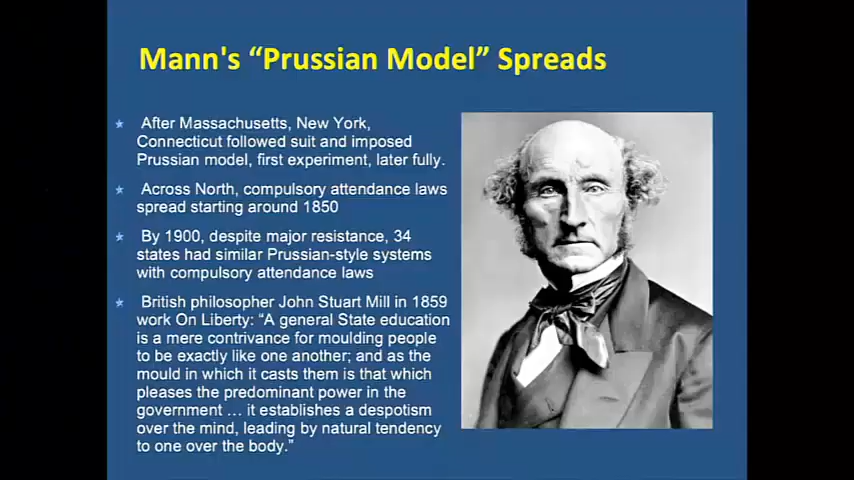 Mann's “Prussian Model” Spreads
After Massachusetts, New York,
Connecticut followed suit and imposed
Prussian model, first experiment, later fully.
Across North, compulsory attendance laws
spread starting around 1850
By 1900, despite major resistance, 34
states had similar Prussian-style systems
with compulsory attendance laws
British philosopher John Stuart Mill in 1859
work On Liberty: “A general State education
is a mere contrivance for moulding people
to be exactly like one another; and as the
mould in which it casts them is that which
pleases the predominant power in the
government … it establishes a despotism
over the mind, leading by natural tendency
to one over the body.”